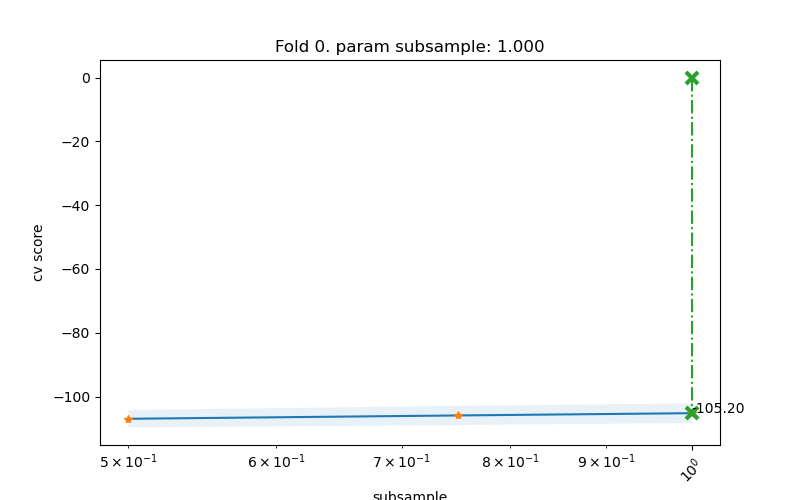 Fold 0. param subsample: 1.000
cv score
0
−20
−40
−60
−80
−100
-105.20
5 × 10⁻¹
6 × 10⁻¹
7 × 10⁻¹
8 × 10⁻¹
9 × 10⁻¹
10⁰
subsample